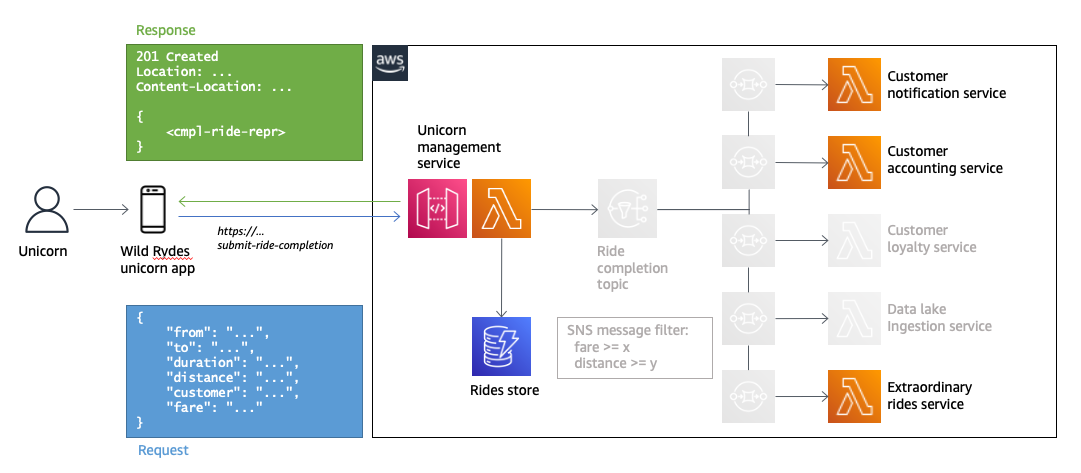 Response
201 Created
Location: ...
Content-Location: ...
{
<cmpl-ride-repr>
}
aws
Unicorn
management
service
Customer
notification service
Customer
accounting service
Unicorn
Wild Rydes
unicorn app
https://...
submit-ride-completion
Ride
completion
topic
Customer
loyalty service
Data lake
Ingestion service
{
"from": "...",
"to": "...",
"duration": "...",
"distance": "...",
"customer": "...",
"fare": "..."
}
Request
Rides store
SNS message filter:
fare >= x
distance >= y
Extraordinary
rides service